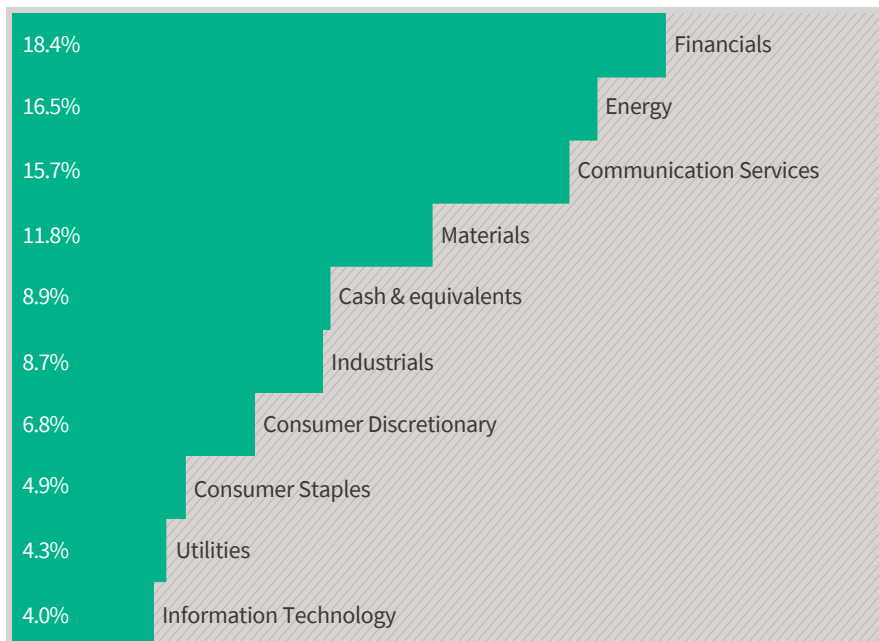 18.4% Financials
16.5% Energy
15.7% Communication Services
11.8% Materials
8.9% Cash & equivalents
8.7% Industrials
6.8% Consumer Discretionary
4.9% Consumer Staples
4.3% Utilities
4.0% Information Technology